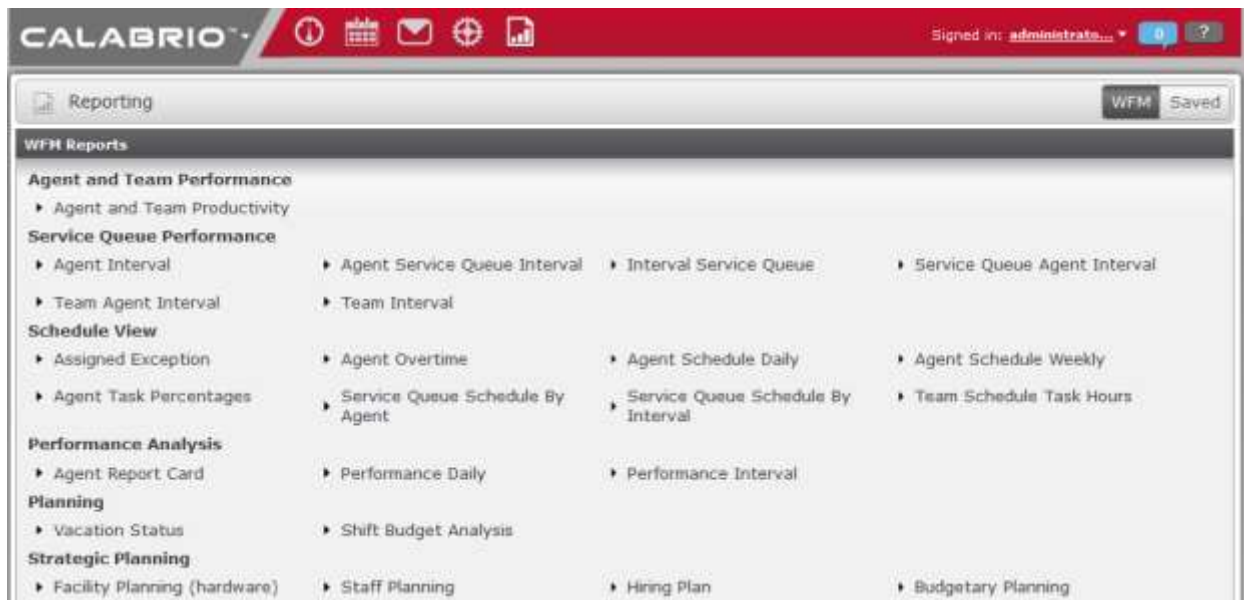 CALABRIO™
Signed in: administrato... 0 ?
Reporting WFM Saved
WFM Reports
Agent and Team Performance
Agent and Team Productivity
Service Queue Performance
Agent Interval Agent Service Queue Interval Interval Service Queue Service Queue Agent Interval
Team Agent Interval Team Interval
Schedule View
Assigned Exception Agent Overtime Agent Schedule Daily Agent Schedule Weekly
Agent Task Percentages Service Queue Schedule By Agent Service Queue Schedule By Interval Team Schedule Task Hours
Performance Analysis
Agent Report Card Performance Daily Performance Interval
Planning
Vacation Status Shift Budget Analysis
Strategic Planning
Facility Planning (hardware) Staff Planning Hiring Plan Budgetary Planning